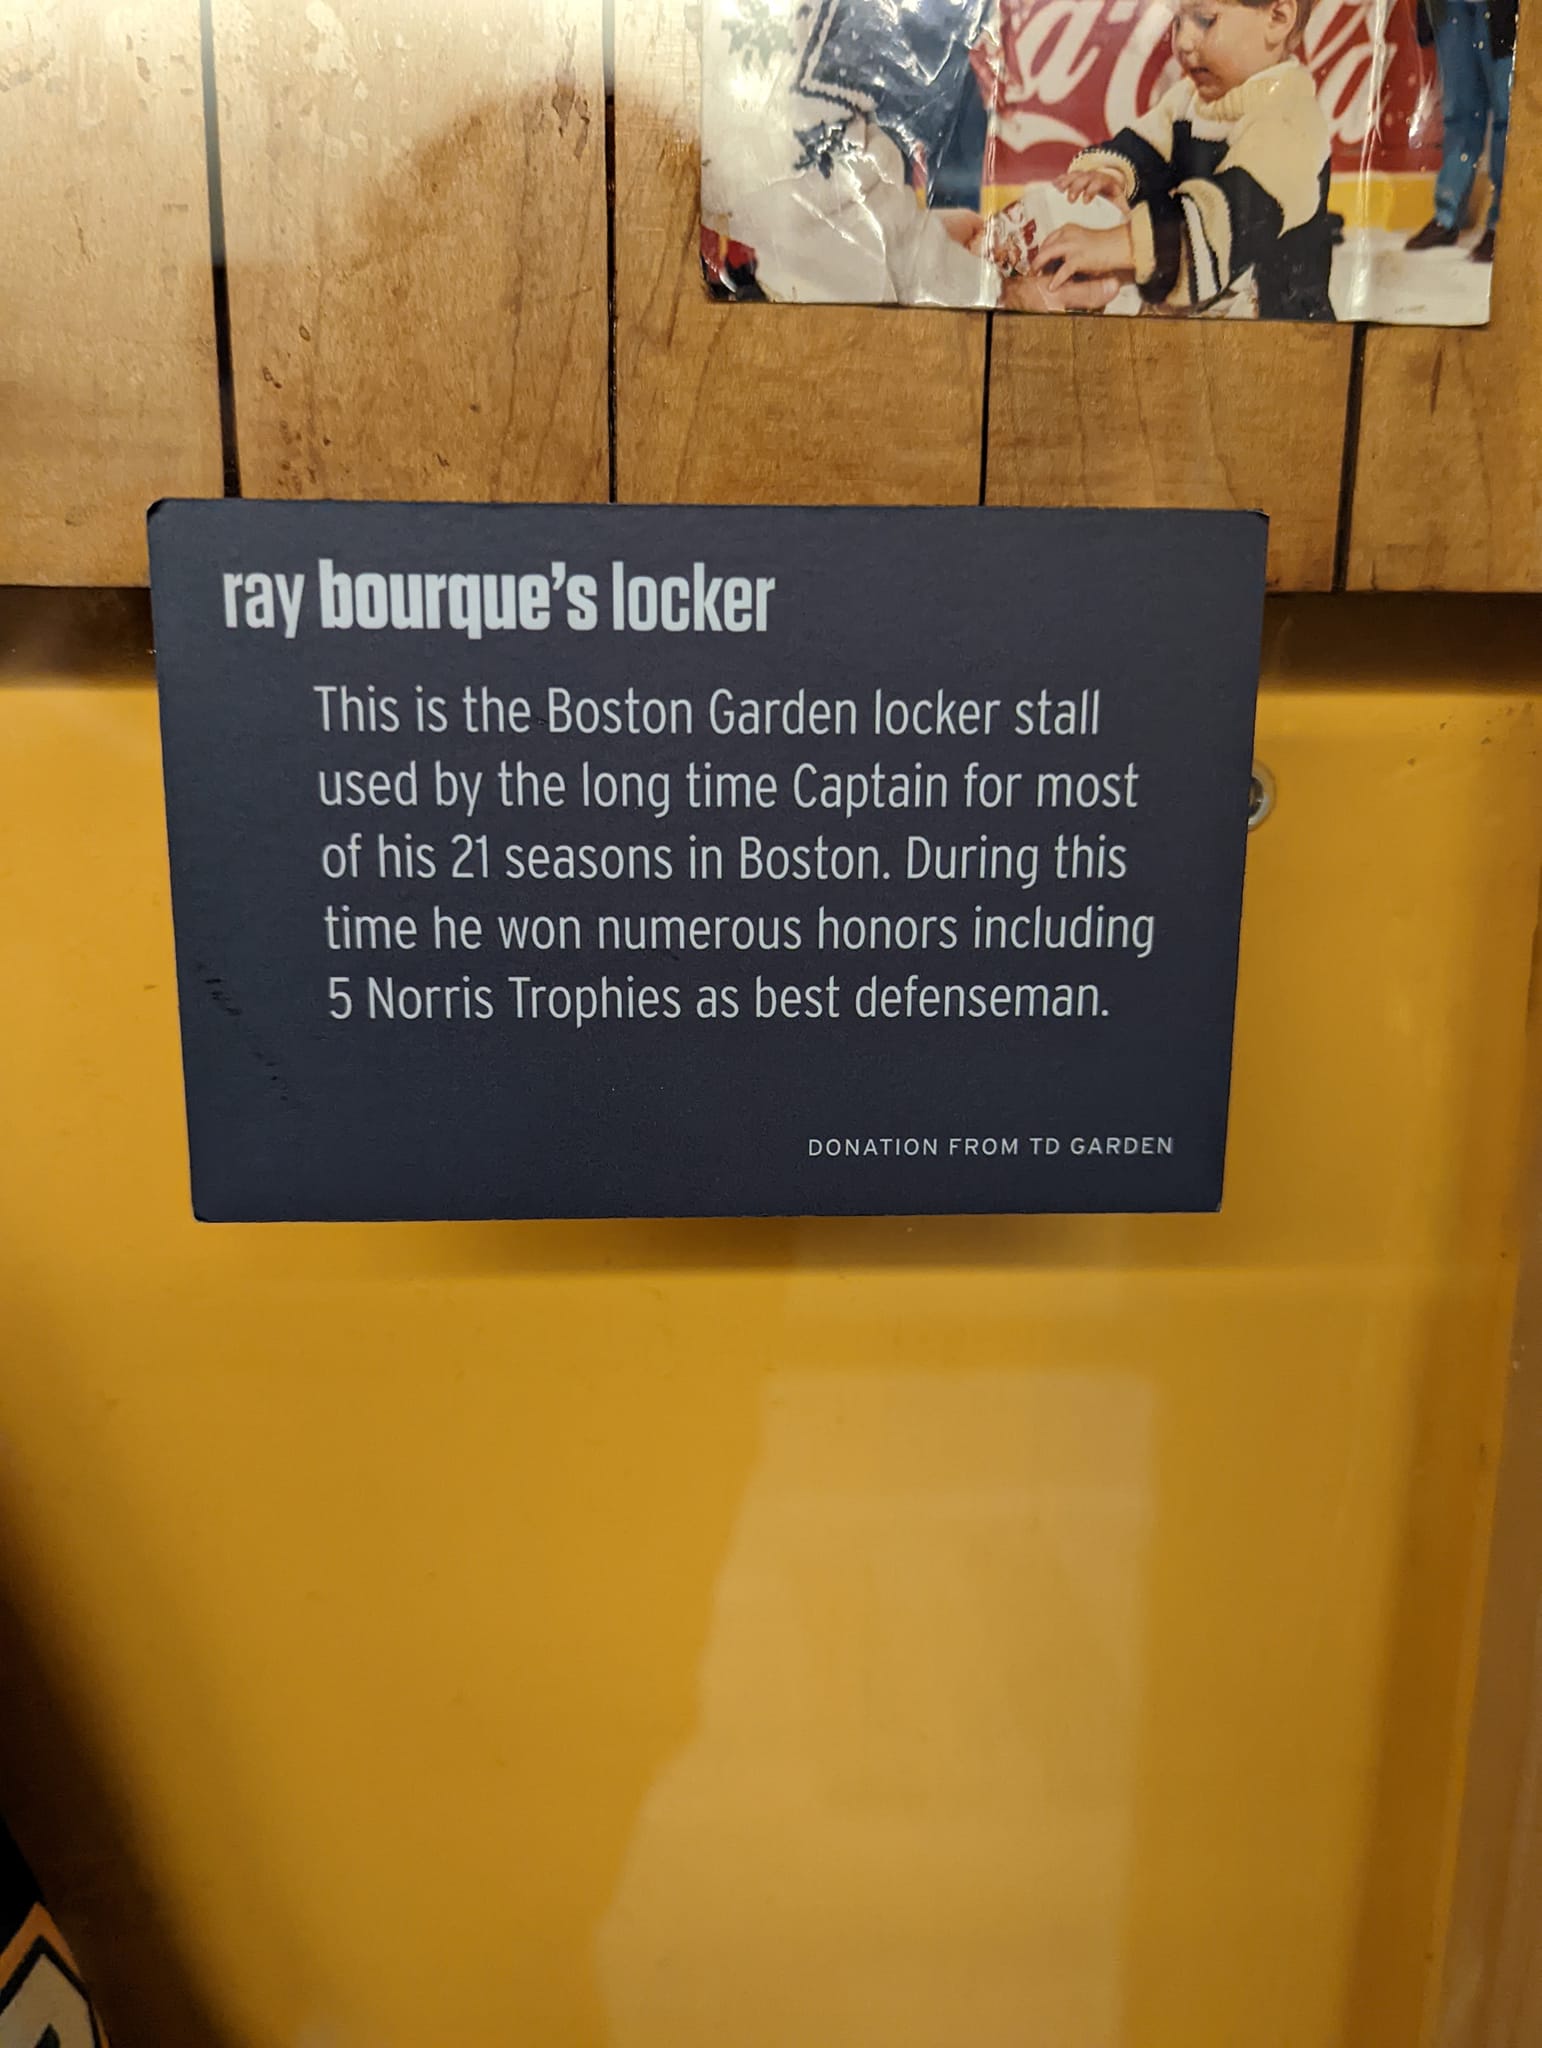 ray bourque's locker
This is the Boston Garden locker stall
used by the long time Captain for most
of his 21 seasons in Boston. During this
time he won numerous honors including
5 Norris Trophies as best defenseman.
DONATION FROM TD GARDEN